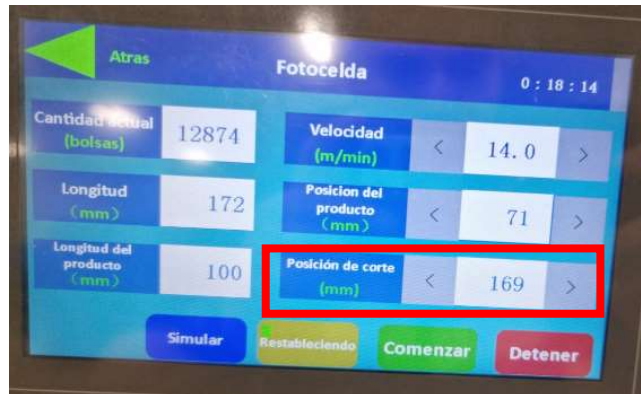 Atras
Fotocelda
0 : 18 : 14
Cantidad actual
(bolsas)
12874
Velocidad
(m/min)
<
14. 0
>
Longitud
(mm)
172
Posicion del
producto
(mm)
<
71
>
Longitud del
producto
(mm)
100
Posición de corte
(mm)
<
169
>
Simular
Restableciendo
Comenzar
Detener